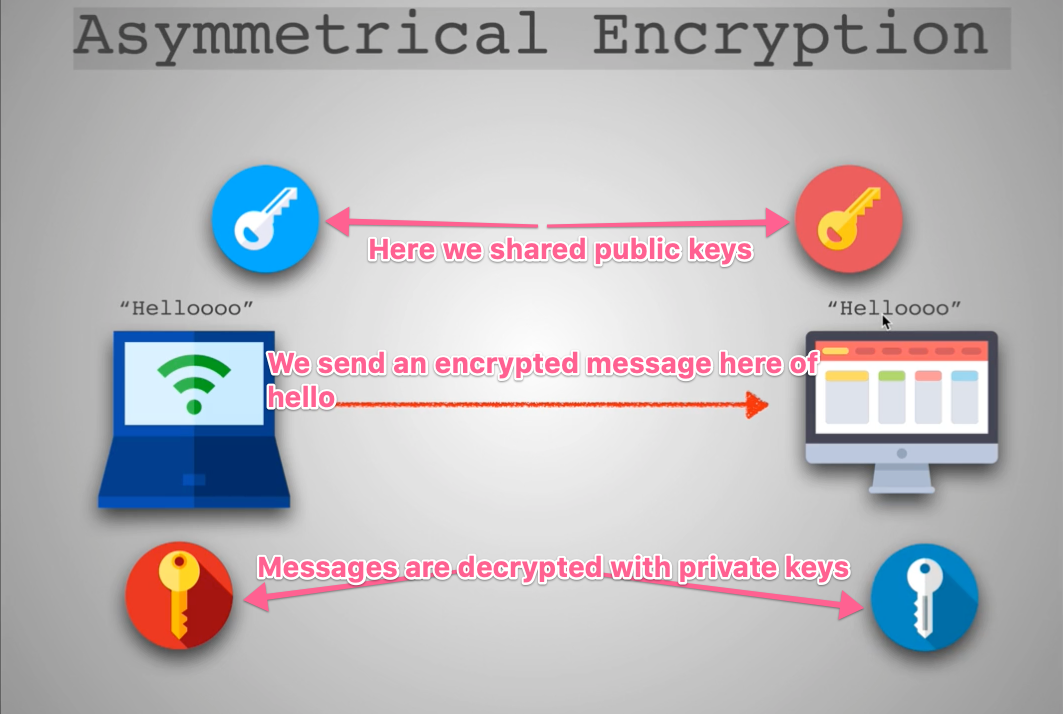 Asymmetrical Encryption
Here we shared public keys
“Helloooo”
“Helloooo”
We send an encrypted message here of
hello
Messages are decrypted with private keys